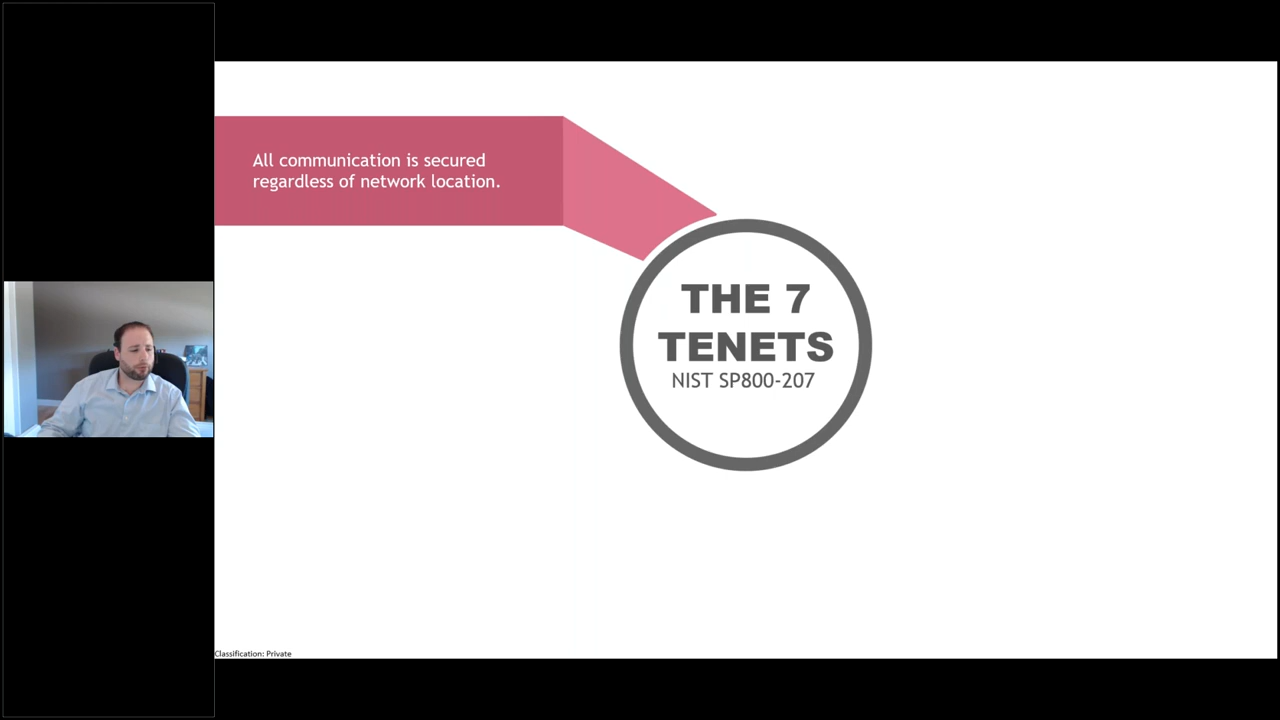 All communication is secured
regardless of network location.
THE 7
TENETS
NIST SP800-207
Classification: Private